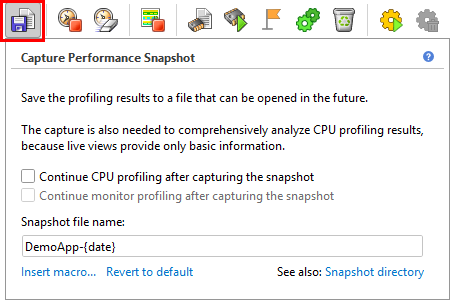 Capture Performance Snapshot
Save the profiling results to a file that can be opened in the future.
The capture is also needed to comprehensively analyze CPU profiling results,
because live views provide only basic information.
Continue CPU profiling after capturing the snapshot
Continue monitor profiling after capturing the snapshot
Snapshot file name:
DemoApp-{date}
Insert macro... Revert to default See also: Snapshot directory